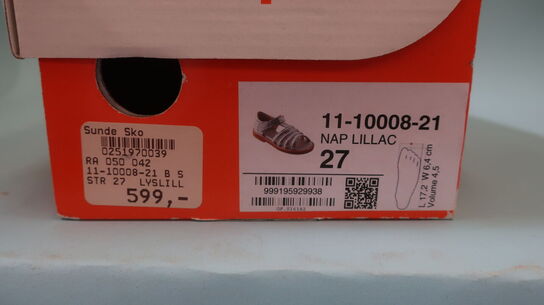 Sunde Sko
0251970039
RA 050 042
11-10008-21 B S
STR 27 LYSLILL
599,-
11-10008-21
NAP LILLAC
27
999195929938
L 17,2 W 6,4 cm
Volume 4,5